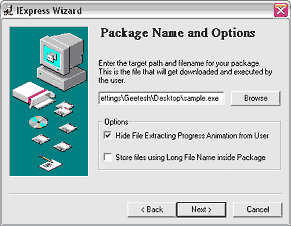 IExpress Wizard
Package Name and Options
Enter the target path and filename for your package.
This is the file that will get downloaded and executed by
the user.
ettings\Geetesh\Desktop\sample.exe
Browse
Options
Hide File Extracting Progress Animation from User
Store files using Long File Name inside Package
< Back
Next >
Cancel